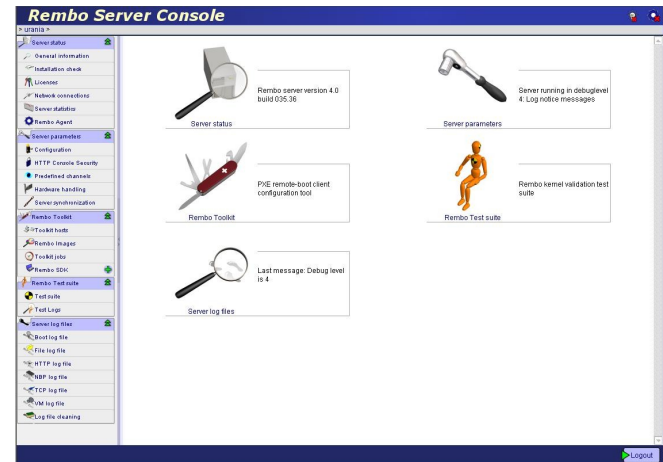 Rembo Server Console
> urania >
Server status
General information
Installation check
Licenses
Network connections
Server statistics
Rembo Agent
Server parameters
Configuration
HTTP Console Security
Predefined channels
Hardware handling
Server synchronization
Rembo Toolkit
Toolkit hosts
Rembo Images
Toolkit jobs
Rembo SDK
Rembo Test suite
Test suite
Test Logs
Server log files
Boot log file
File log file
HTTP log file
NBP log file
TCP log file
VM log file
Log file cleaning
Rembo server version 4.0
build 035.36
Server status
Server running in debuglevel
4: Log notice messages
Server parameters
PXE remote-boot client
configuration tool
Rembo Toolkit
Rembo kernel validation test
suite
Rembo Test suite
Last message: Debug level
is 4
Server log files
Logout